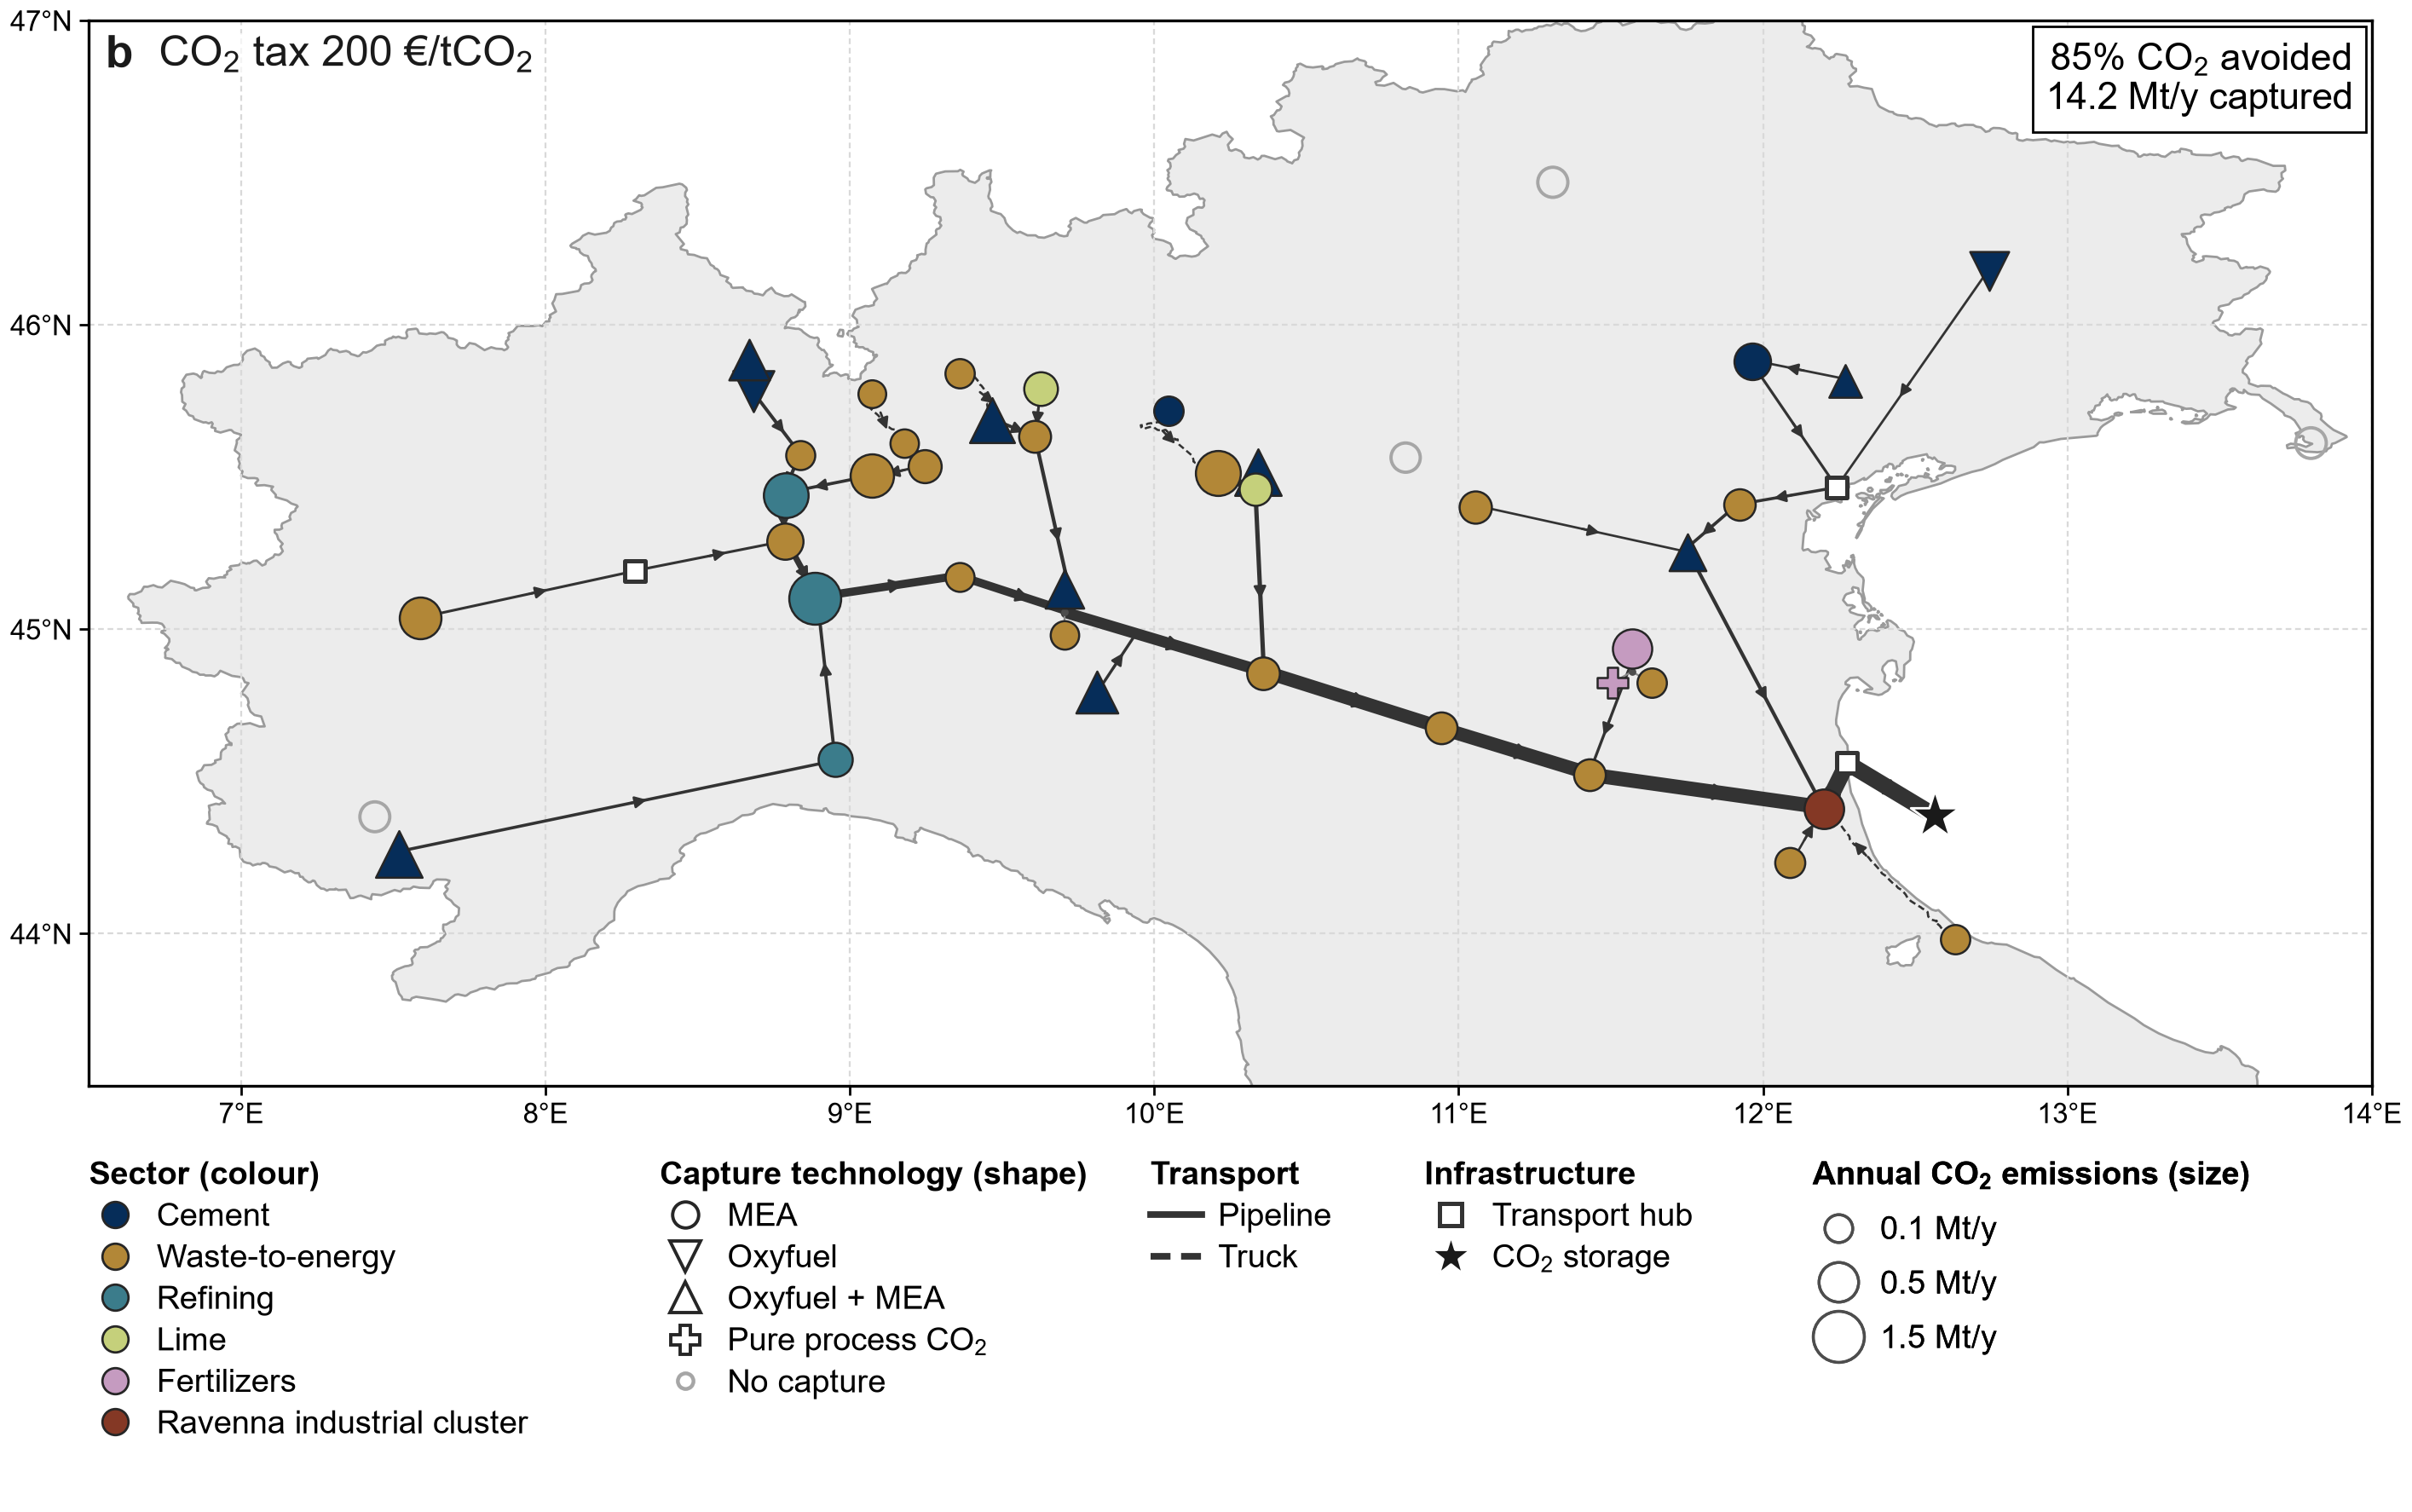 47°N
b CO₂ tax 200 €/tCO₂
85% CO₂ avoided
14.2 Mt/y captured
46°N
45°N
44°N
7°E 8°E 9°E 10°E 11°E 12°E 13°E 14°E
Sector (colour)
Cement
Waste-to-energy
Refining
Lime
Fertilizers
Ravenna industrial cluster
Capture technology (shape)
MEA
Oxyfuel
Oxyfuel + MEA
Pure process CO₂
No capture
Transport
Pipeline
Truck
Infrastructure
Transport hub
CO₂ storage
Annual CO₂ emissions (size)
0.1 Mt/y
0.5 Mt/y
1.5 Mt/y